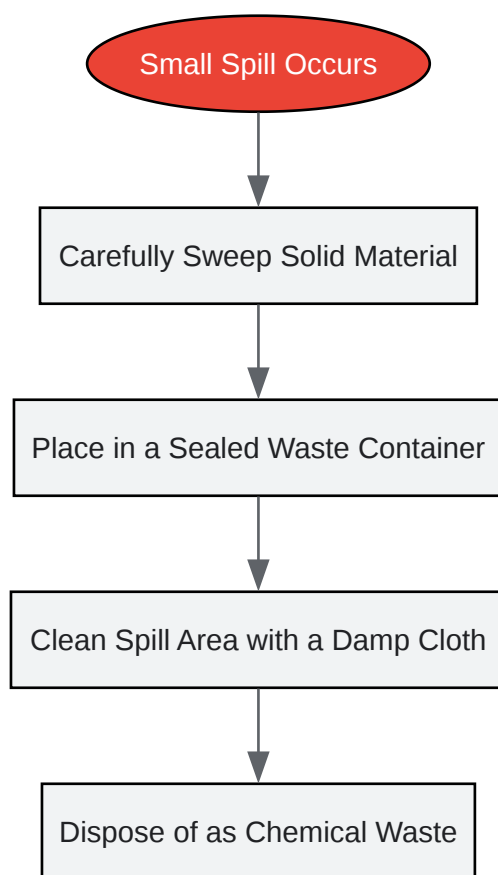 Small Spill Occurs
Carefully Sweep Solid Material
Place in a Sealed Waste Container
Clean Spill Area with a Damp Cloth
Dispose of as Chemical Waste